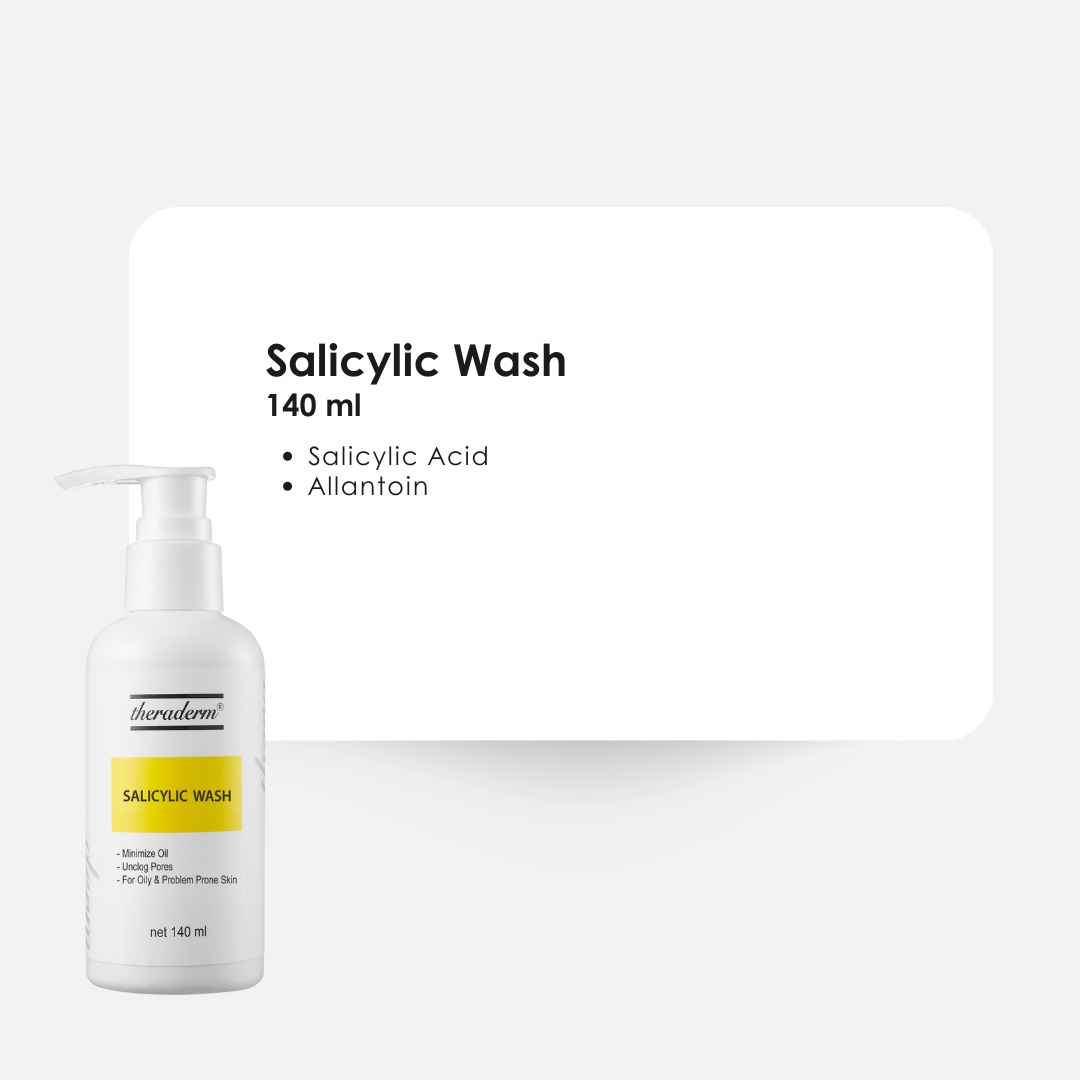 Salicylic Wash
140 ml
• Salicylic Acid
• Allantoin
theraderm®
SALICYLIC WASH
- Minimize Oil
- Unclog Pores
- For Oily & Problem Prone Skin
net 140 ml